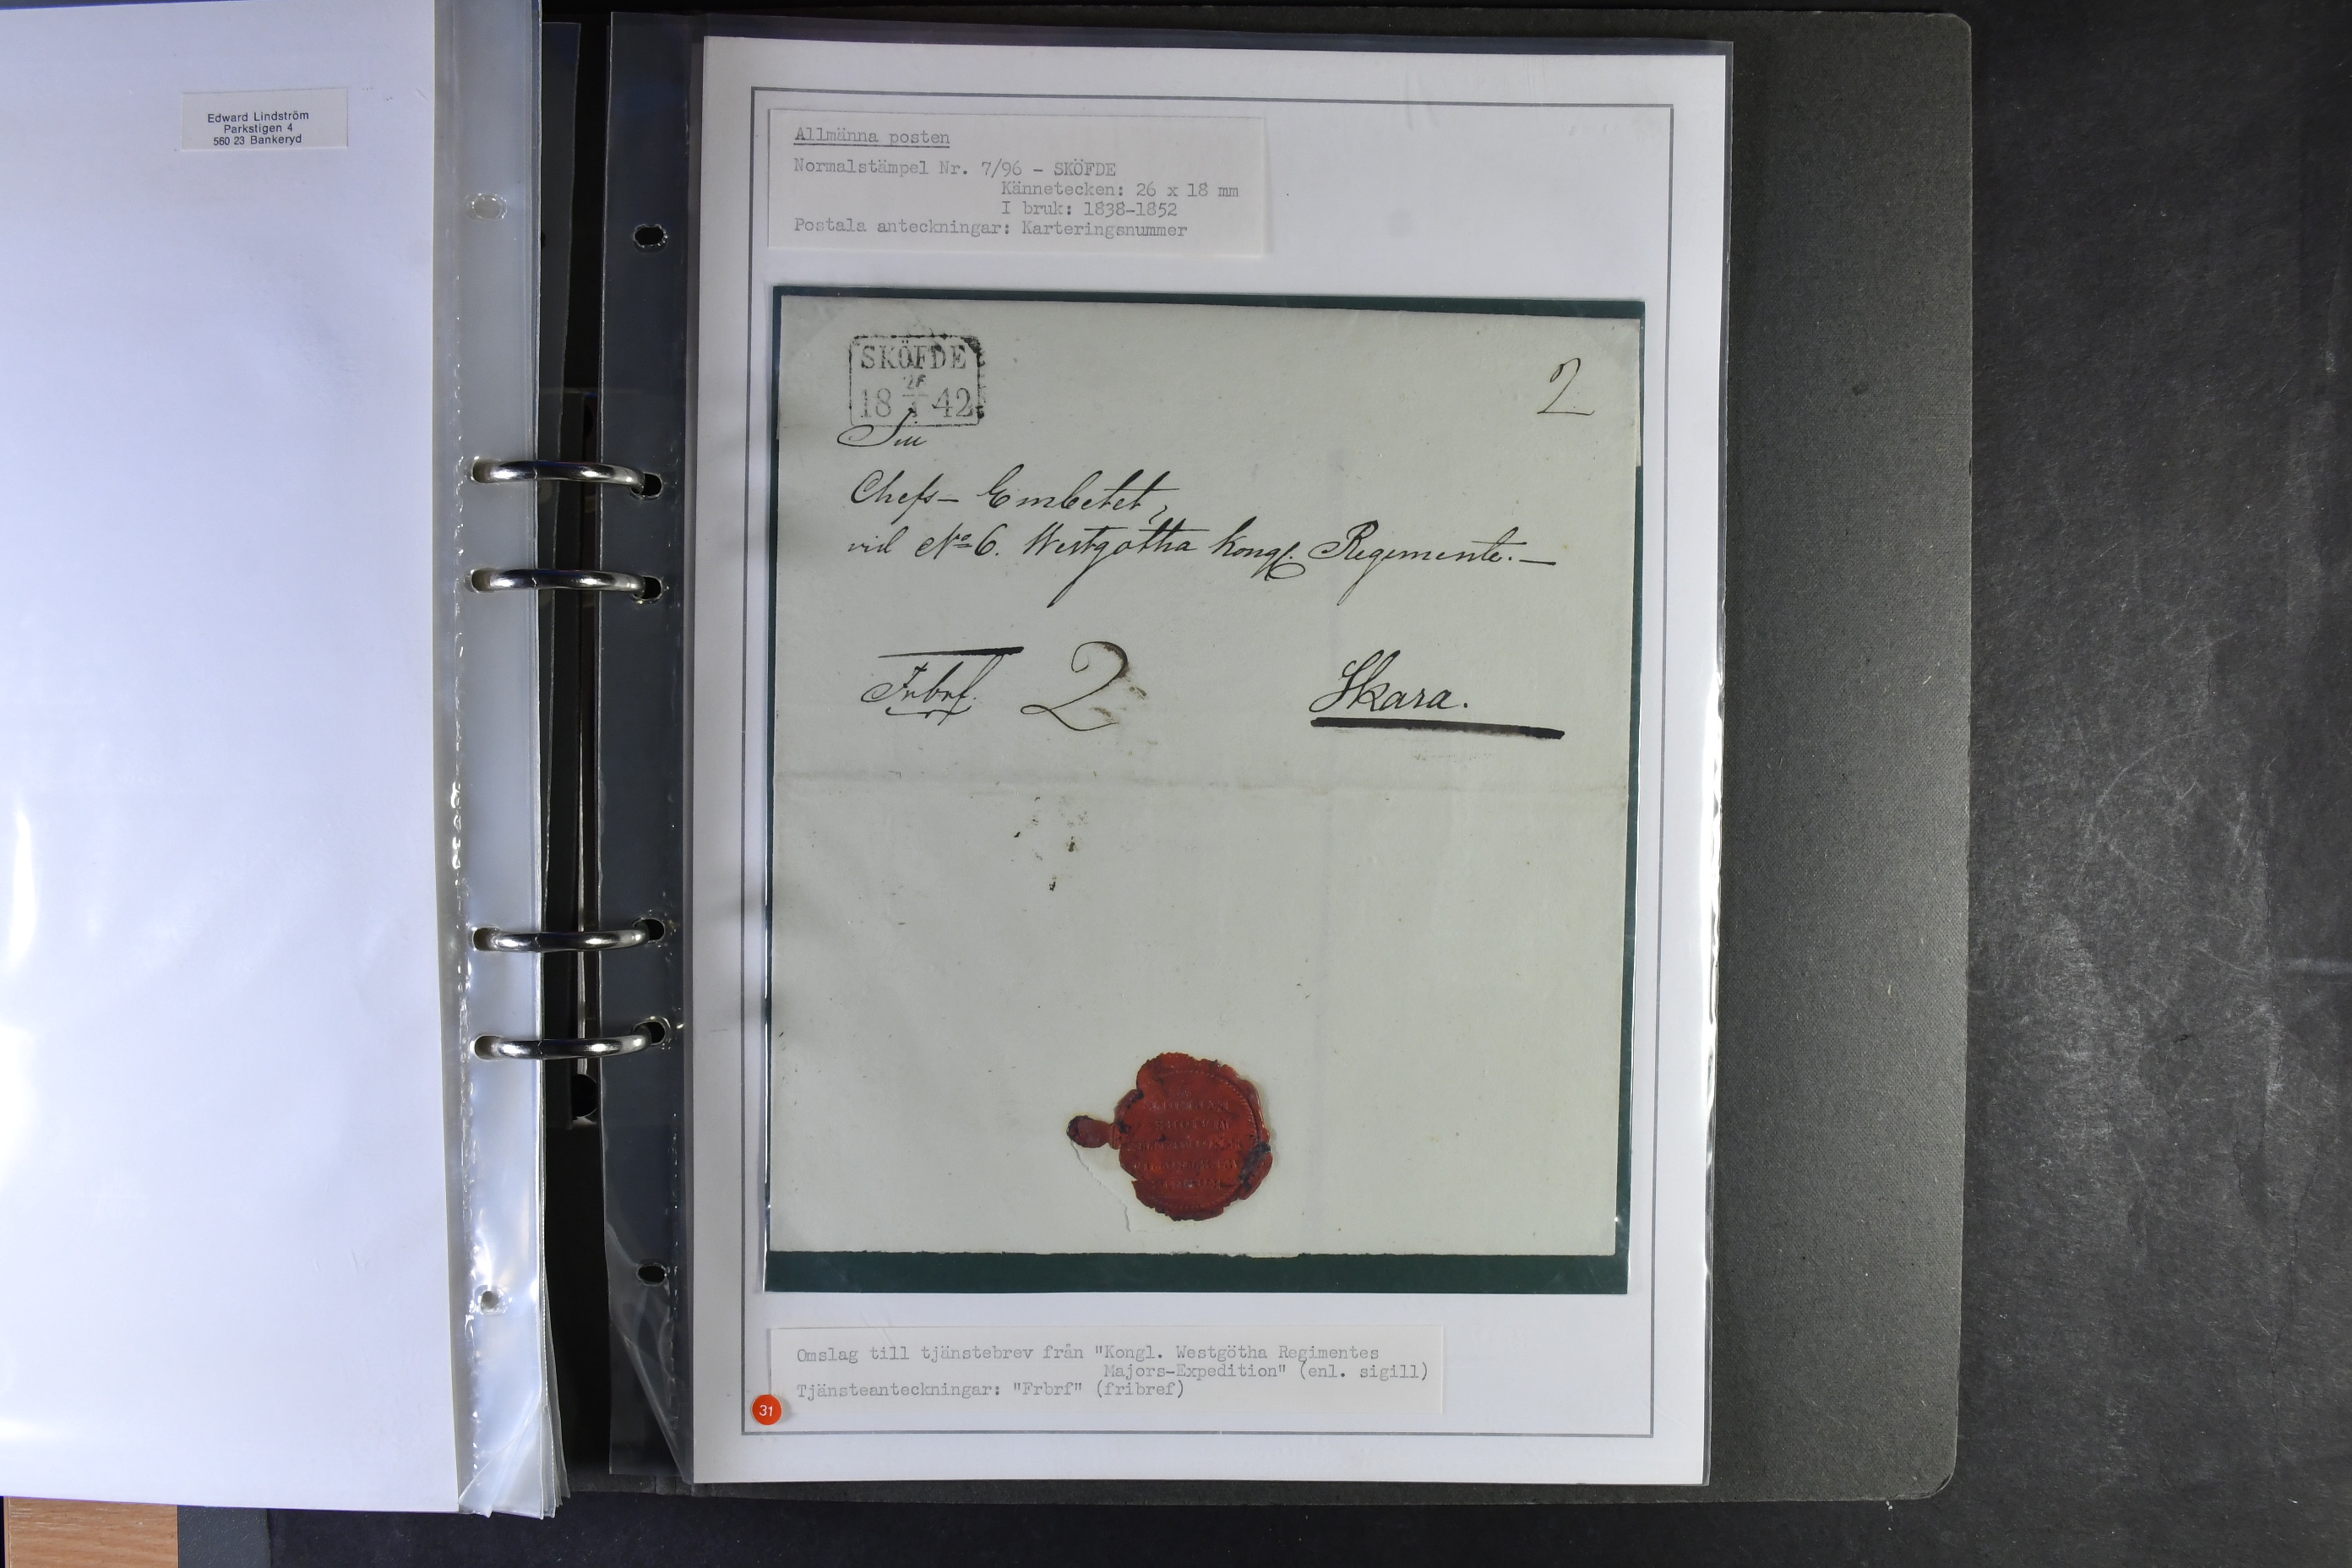 Edward Lindström
Parkstigen 4
560 23 Bankeryd
Allmänna posten
Normalstämpel Nr. 7/96 - SKÖFDE
Kännetecken: 26 x 18 mm
I bruk: 1838-1852
Postala anteckningar: Karteringsnummer
SKÖFDE
18 42
2
Chefs- Embetet,
vid No 6. Westgötha Kongl. Regemente.-
Frbrf. 2 Skara.
Omslag till tjänstebrev från "Kongl. Westgötha Regimentes
Majors-Expedition" (enl. sigill)
Tjänsteanteckningar: "Frbrf" (fribref)
31